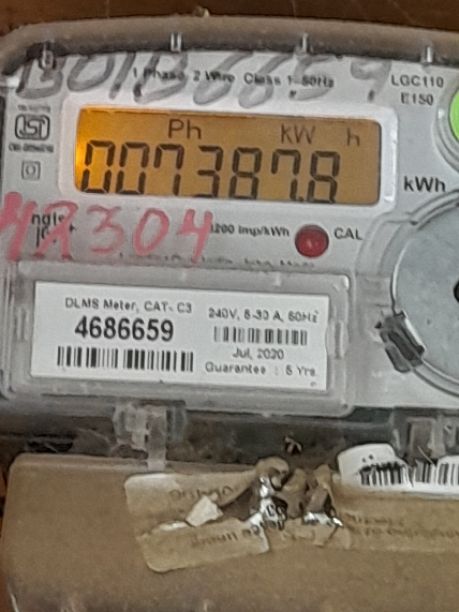 B01B6659
1 Phase, 2 Wire Class 1 50Hz
LGC110
E150
Ph kW h
007387.8
kWh
42304
1200 Imp/kWh
CAL
DLMS Meter, CAT- C3
4686659
240V, 5-30 A, 50Hz
Jul, 2020
Guarantee : 5 Yrs